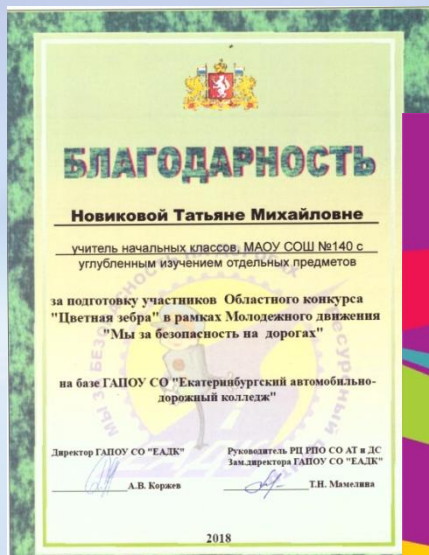 БЛАГОДАРНОСТЬ
Новиковой Татьяне Михайловне
учитель начальных классов, МАОУ СОШ №140 с
углубленным изучением отдельных предметов
за подготовку участников Областного конкурса
"Цветная зебра" в рамках Молодежного движения
"Мы за безопасность на дорогах"
на базе ГАПОУ СО "Екатеринбургский автомобильно-
дорожный колледж"
Директор ГАПОУ СО "ЕАДК"
А.В. Коржев
Руководитель РЦ РПО СО АТ и ДС
Зам.директора ГАПОУ СО "ЕАДК"
Т.Н. Мамелина
2018